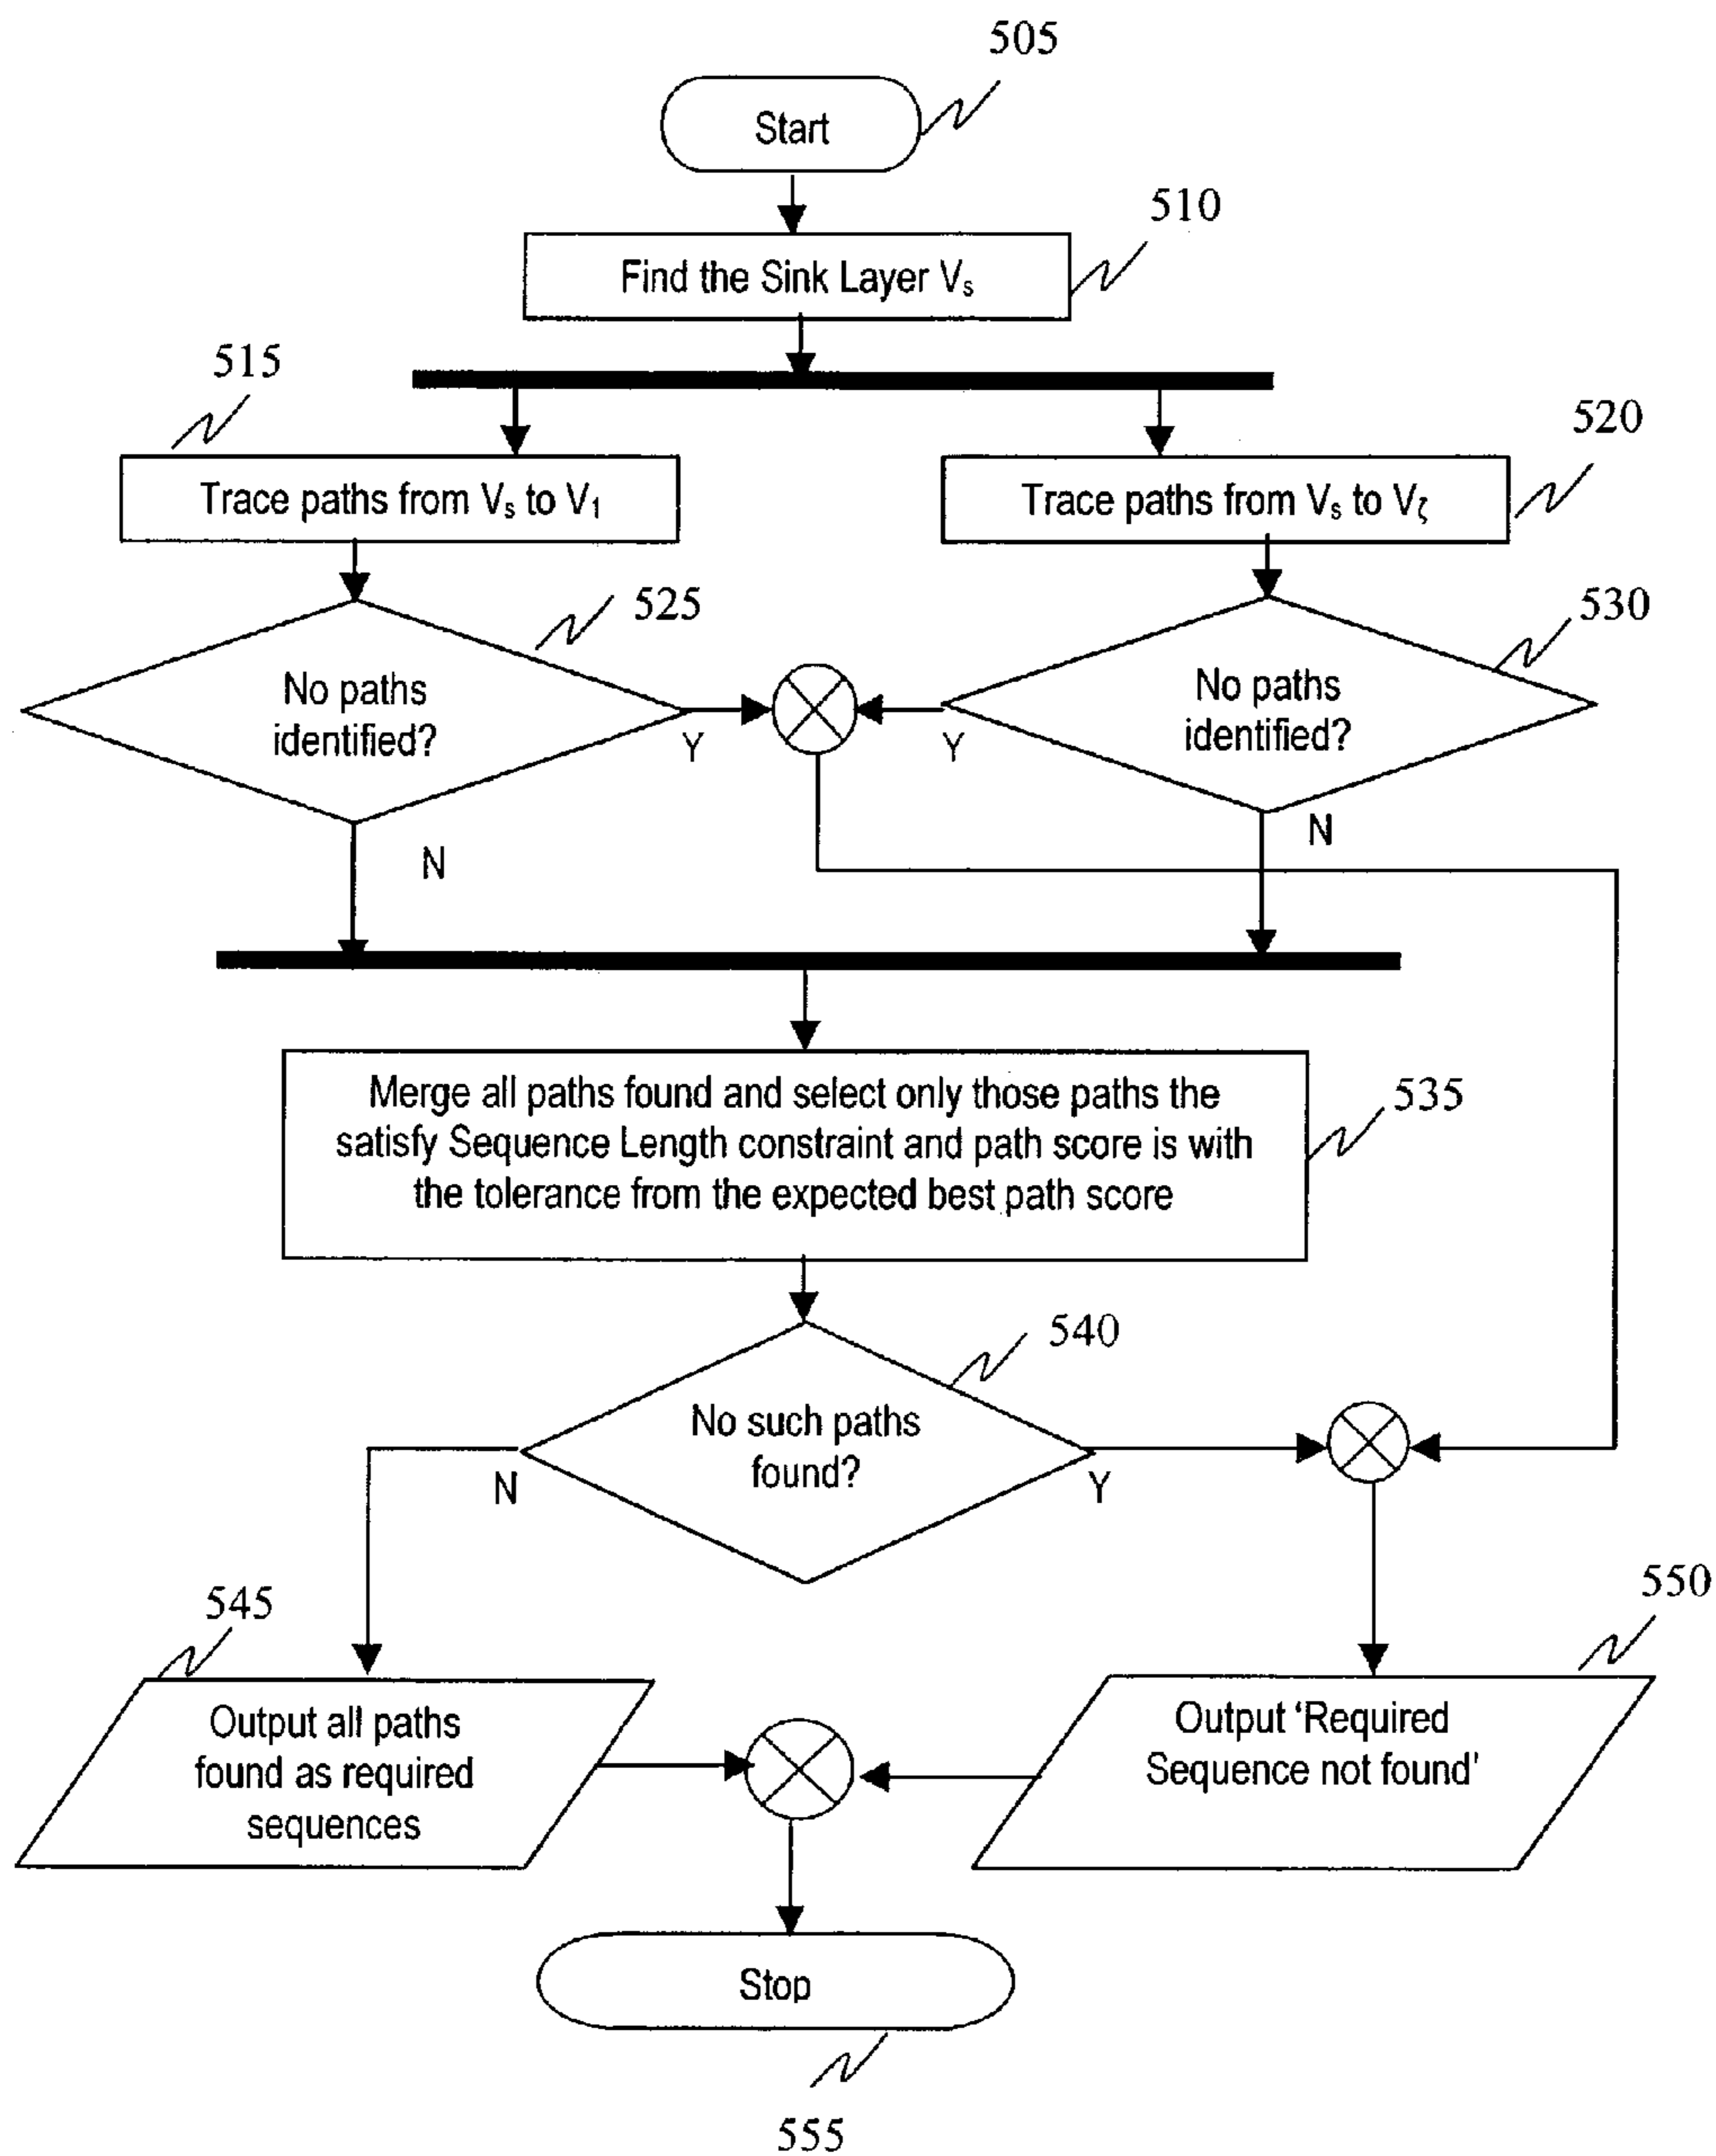 505
Start
510
Find the Sink Layer Vs
515
520
Trace paths from Vs to V1
Trace paths from Vs to Vζ
525
530
No paths
identified?
No paths
identified?
Y
Y
N
N
Merge all paths found and select only those paths the
satisfy Sequence Length constraint and path score is with
the tolerance from the expected best path score
535
540
No such paths
found?
N
Y
545
550
Output all paths
found as required
sequences
Output ‘Required
Sequence not found’
Stop
555